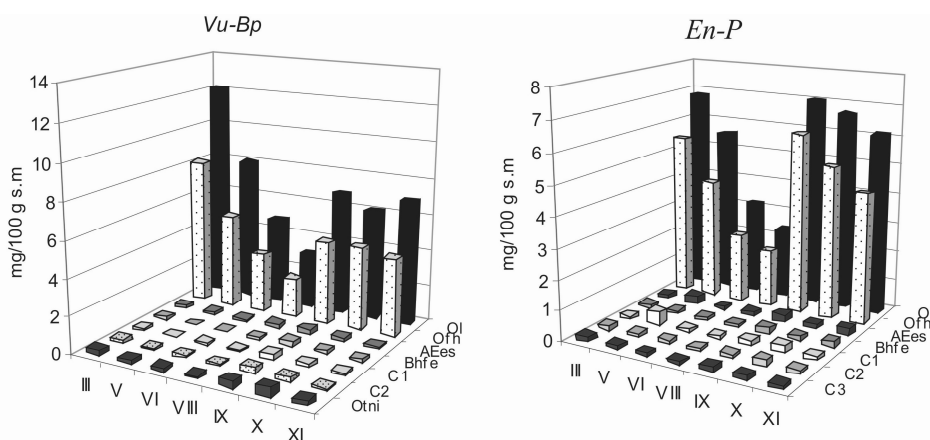 Vu-Bp
mg/100 g s.m
14
12
10
8
6
4
2
0
III
V
VI
VIII
IX
X
XI
Otni
C2
C1
Bhfe
AEes
Ofh
Ol
En-P
mg/100 g s.m
8
7
6
5
4
3
2
1
0
III
V
VI
VIII
IX
X
XI
C3
C2
C1
Bhfe
AEes
Ofh